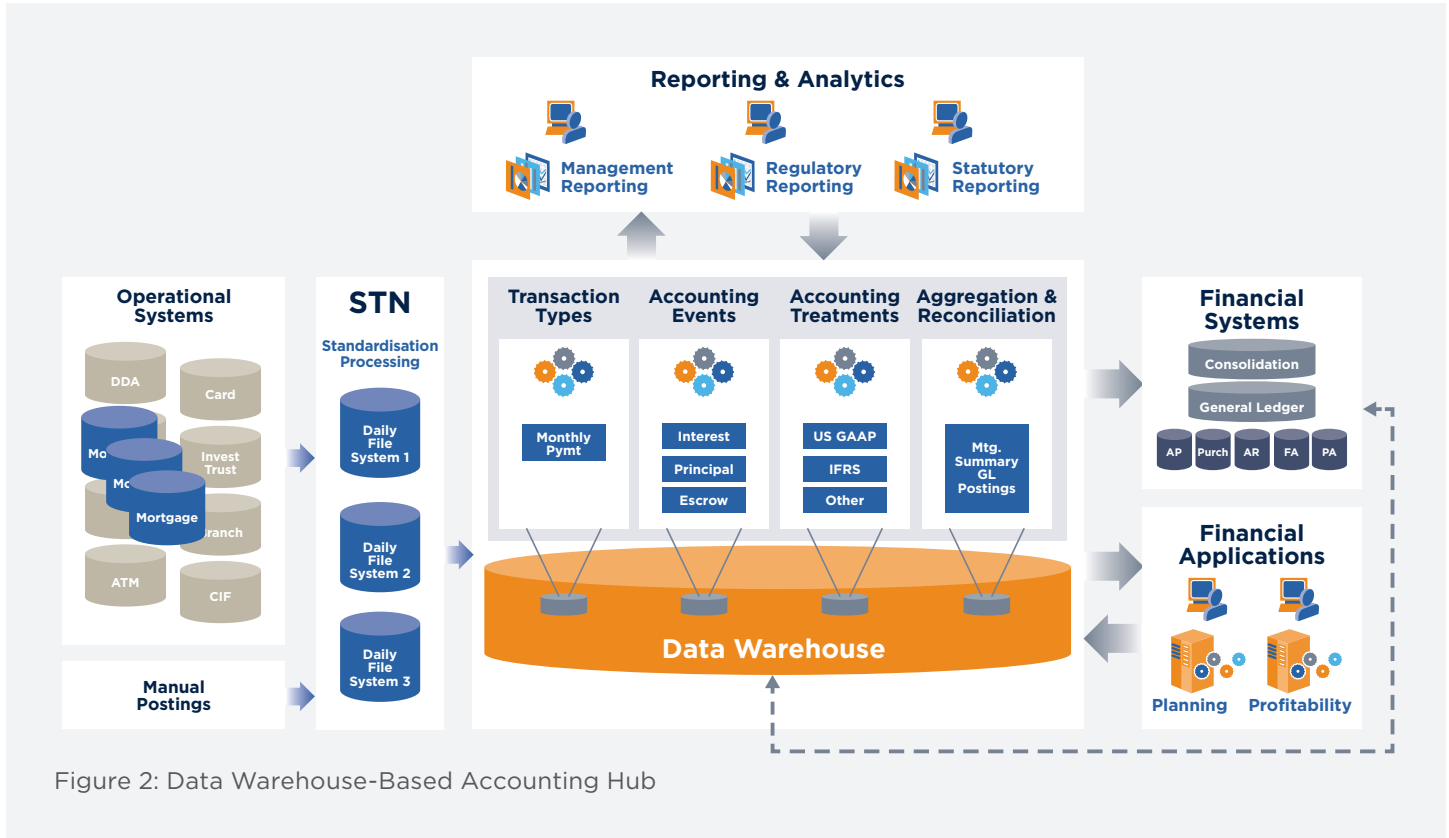 Reporting & Analytics
Management
Reporting
Regulatory
Reporting
Statutory
Reporting
Operational
Systems
DDA
Card
Invest
Trust
Mortgage
ATM
CIF
Manual
Postings
STN
Standardisation
Processing
Daily
File
System 1
Daily
File
System 2
Daily
File
System 3
Transaction
Types
Monthly
Pymt
Accounting
Events
Interest
Principal
Escrow
Accounting
Treatments
US GAAP
IFRS
Other
Aggregation &
Reconciliation
Mtg.
Summary
GL
Postings
Data Warehouse
Financial
Systems
Consolidation
General Ledger
AP
Purch
AR
FA
PA
Financial
Applications
Planning
Profitability
Figure 2: Data Warehouse-Based Accounting Hub